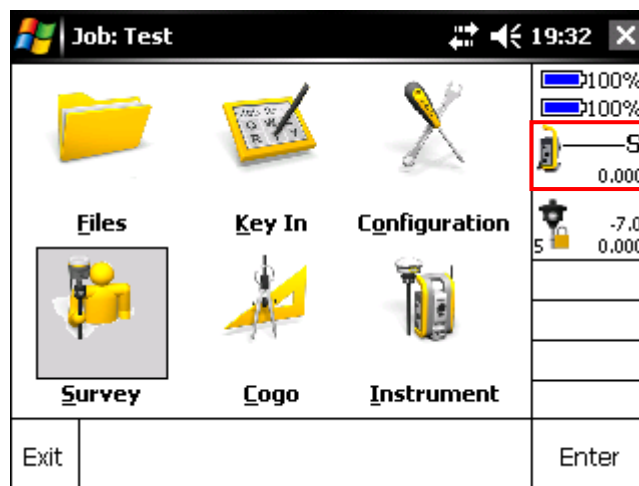 Job: Test
19:32
100%
100%
S
0.000
-7.0
5
0.000
Files
Key In
Configuration
Survey
Cogo
Instrument
Exit
Enter